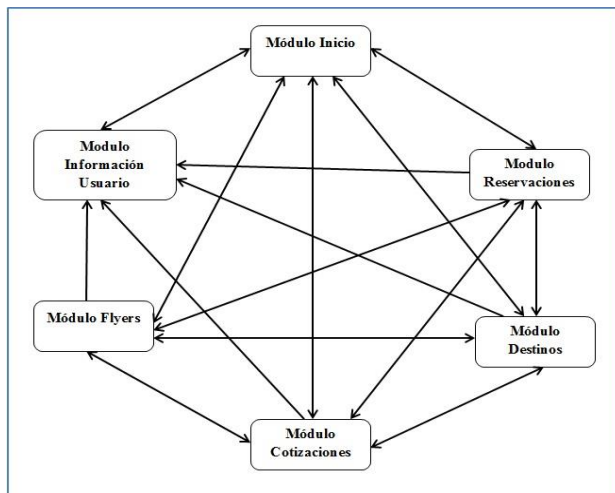 Módulo Inicio
Modulo
Información
Usuario
Modulo
Reservaciones
Módulo Flyers
Módulo
Destinos
Módulo
Cotizaciones